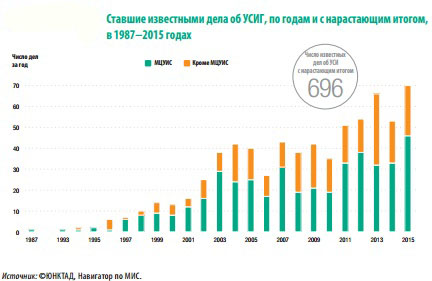 Ставшие известными дела об УСИГ, по годам и с нарастающим итогом,
в 1987–2015 годах
Число дел
за год
МЦУИС
Кроме МЦУИС
Число известных
дел об УСИ
с нарастающим итогом
696
70
60
50
40
30
20
10
0
1987 1993 1995 1997 1999 2001 2003 2005 2007 2009 2011 2013 2015
Источник: ©ЮНКТАД, Навигатор по МИС.